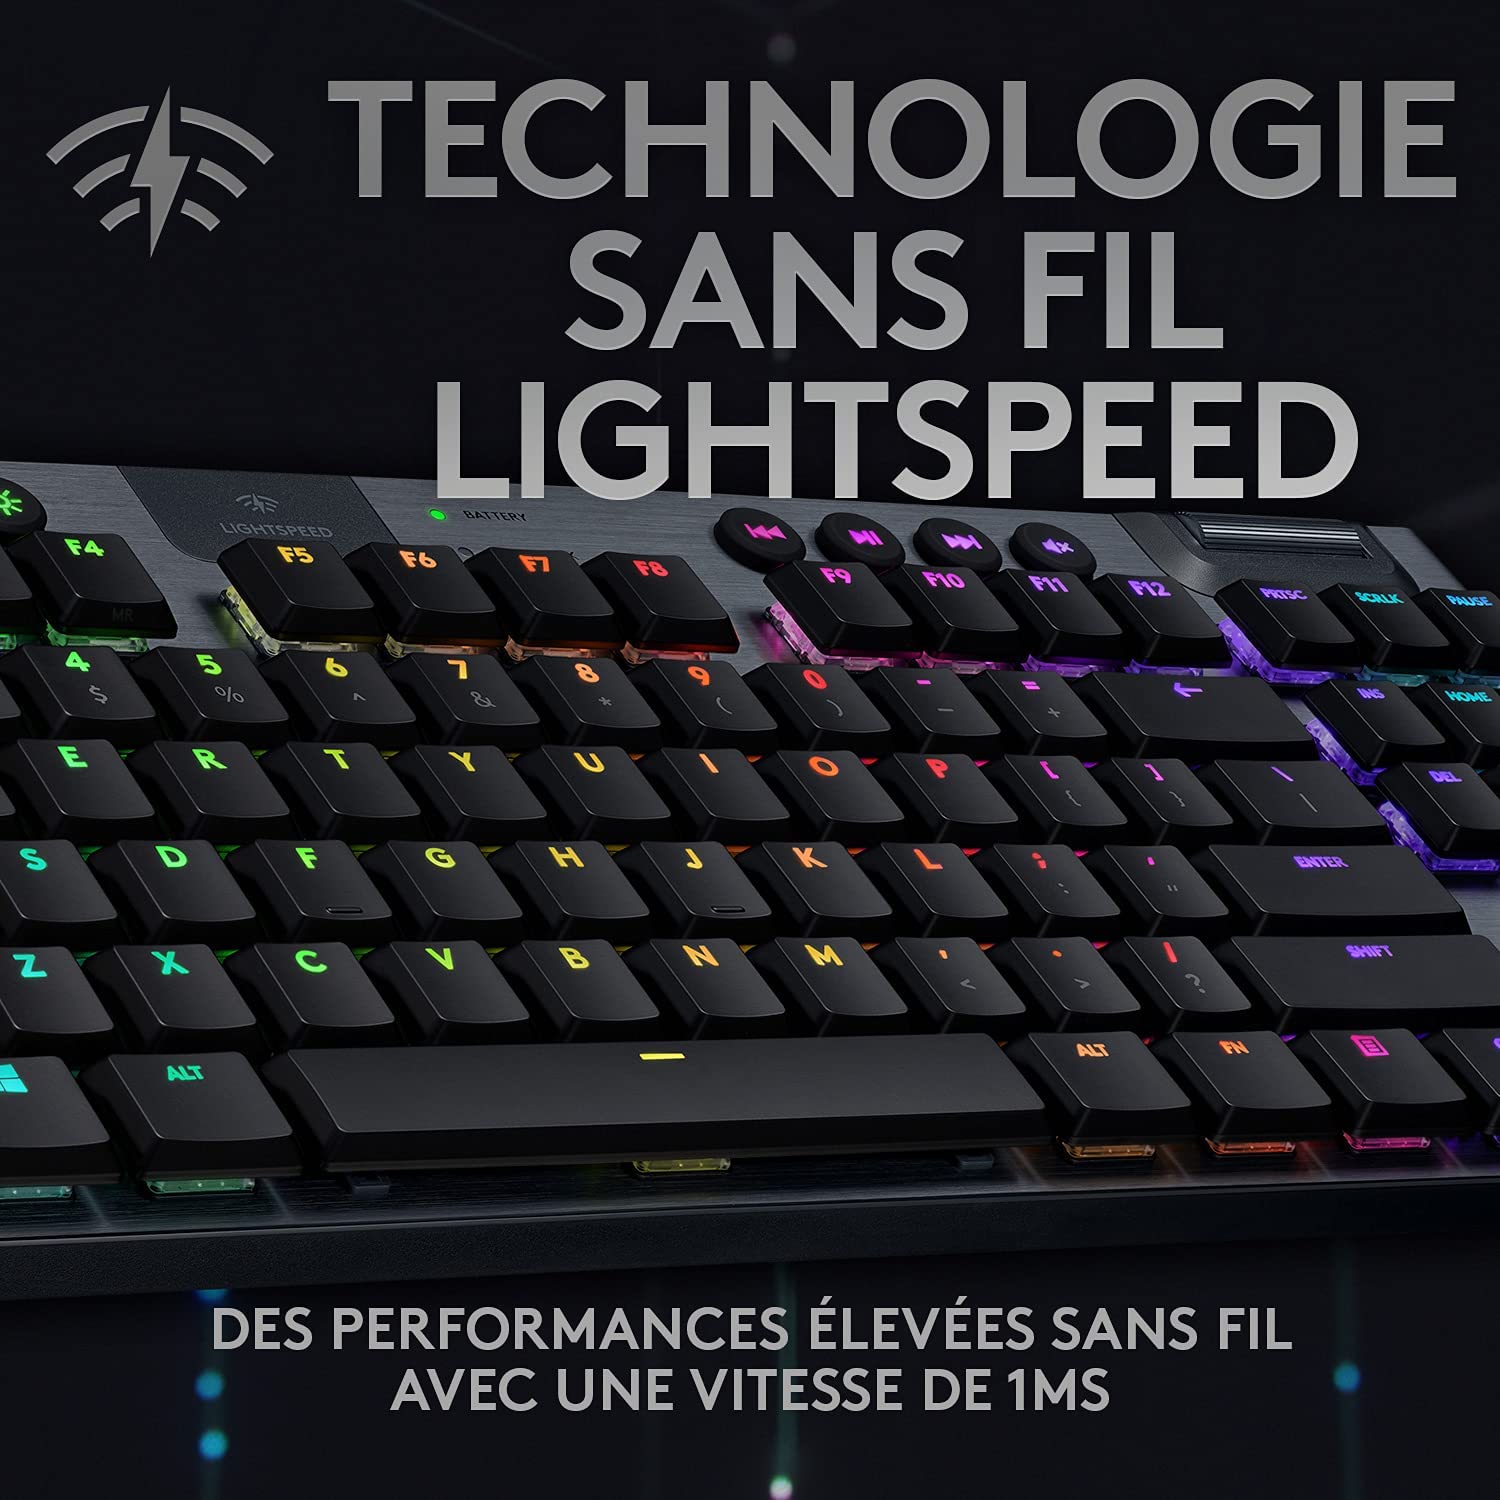 TECHNOLOGIE
SANS FIL
LIGHTSPEED
LIGHTSPEED
BATTERY
F4 F5 F6 F7 F8 F9 F10 F11 F12 PRTSC SCRLK PAUSE
MR
4 5 6 7 8 9 0 - = INS HOME
$ % ^ & * ( ) _ +
E R T Y U I O P [ ] \ DEL
{ } |
S D F G H J K L ; ' ENTER
: "
Z X C V B N M , . / SHIFT
< > ?
ALT ALT FN
DES PERFORMANCES ÉLEVÉES SANS FIL
AVEC UNE VITESSE DE 1MS